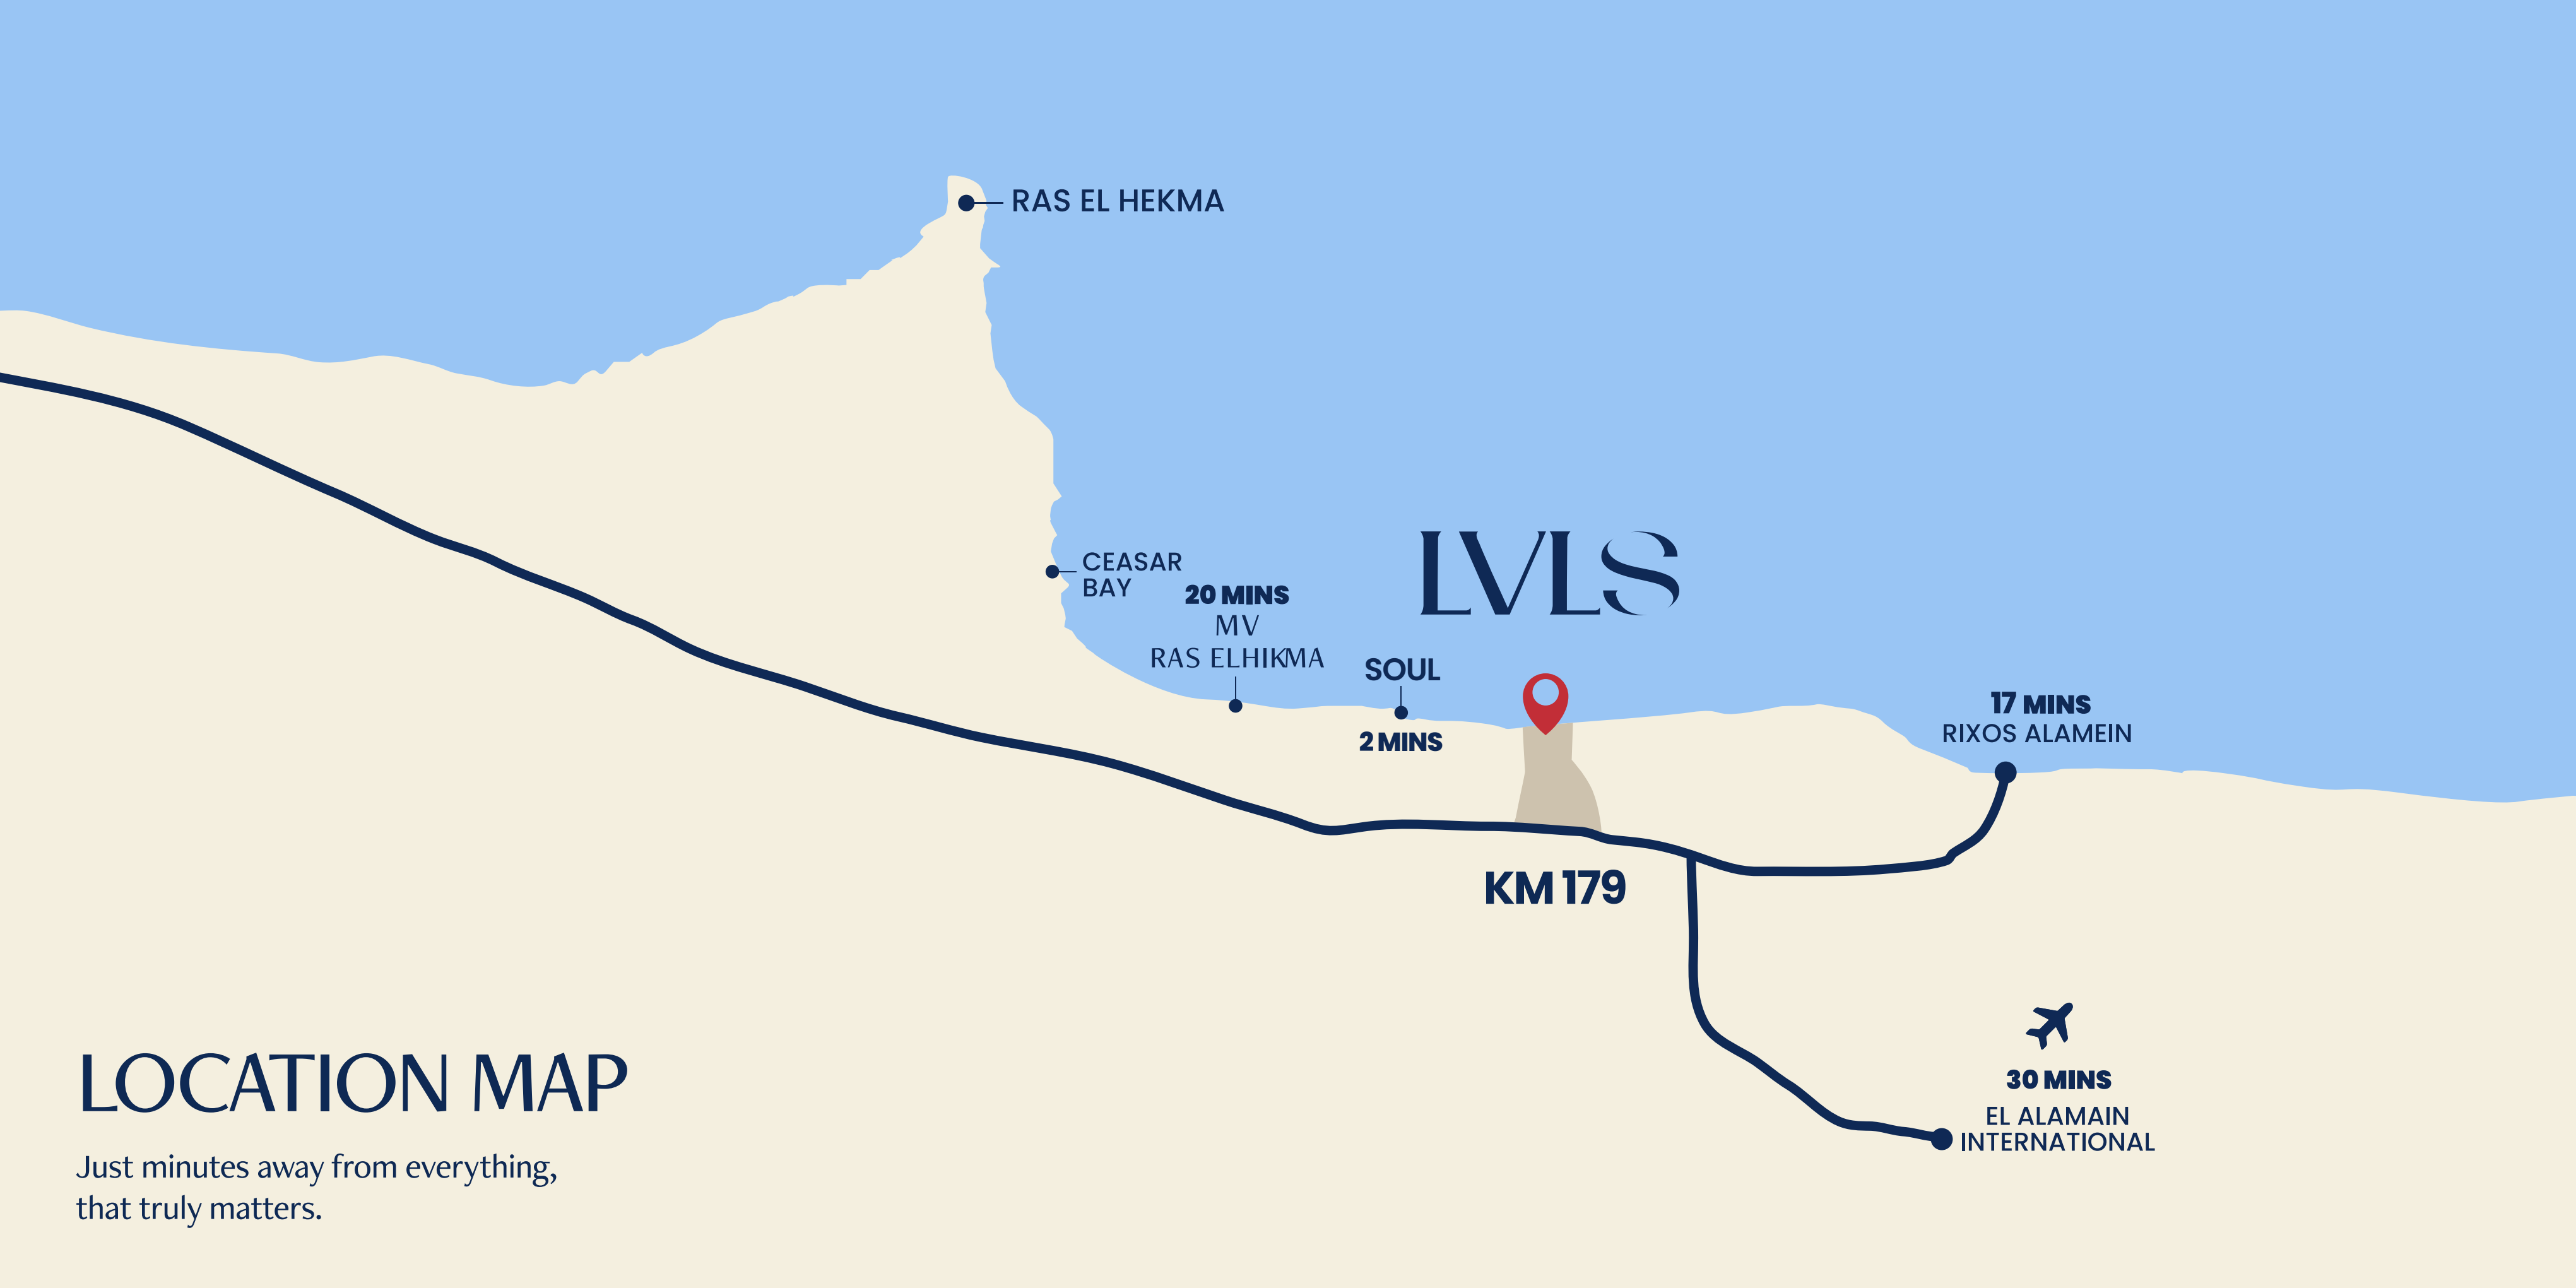 RAS EL HEKMA
CEASAR
BAY
20 MINS
MV
RAS ELHIKMA
LVLS
SOUL
2 MINS
17 MINS
RIXOS ALAMEIN
KM 179
30 MINS
EL ALAMAIN
INTERNATIONAL
LOCATION MAP
Just minutes away from everything,
that truly matters.